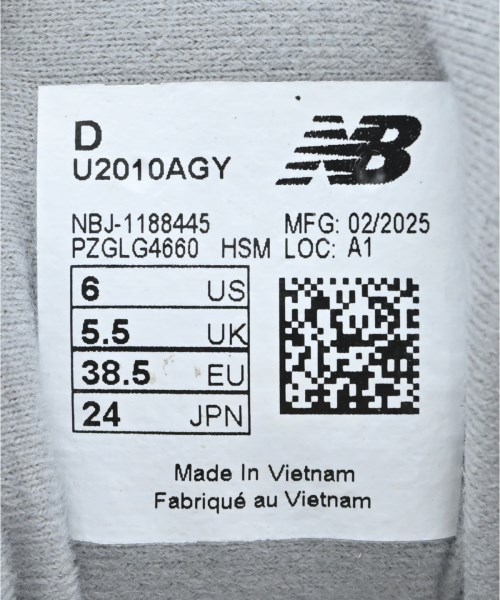 D
U2010AGY
NB
NBJ-1188445 MFG: 02/2025
PZGLG4660 HSM LOC: A1
6 US
5.5 UK
38.5 EU
24 JPN
Made In Vietnam
Fabriqué au Vietnam